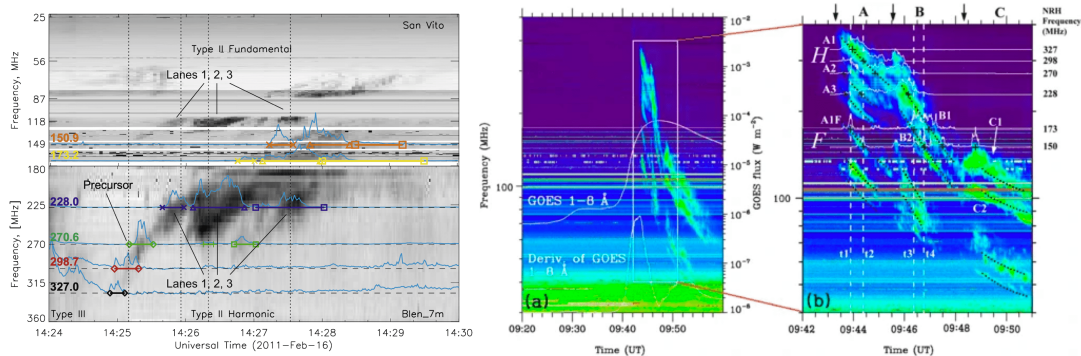 San Vito
Type II Fundamental
Lanes 1, 2, 3
Frequency, MHz
25
56
87
118
149
180
150.9
Precursor
225
270
315
360
228.0
270.6
298.7
327.0
Frequency, [MHz]
Lanes 1, 2, 3
Type III
Type II Harmonic
Blen_7m
14:24
14:25
14:26
14:27
14:28
14:29
14:30
Universal Time (2011-Feb-16)
Frequency (MHz)
100
GOES 1-8 Å
Deriv. of GOES
1-8 Å
(a)
09:20
09:30
09:40
09:50
Time (UT)
10⁻²
10⁻³
10⁻⁴
10⁻⁵
10⁻⁶
10⁻⁷
GOES flux (W m⁻²)
A
B
C
NRH
Frequency
(MHz)
A1
H
A2
A3
A1F
F
B1
B2
C1
C2
t1
t2
t3
t4
327
298
270
228
173
150
100
(b)
09:42
09:44
09:46
09:48
09:50
Time (UT)